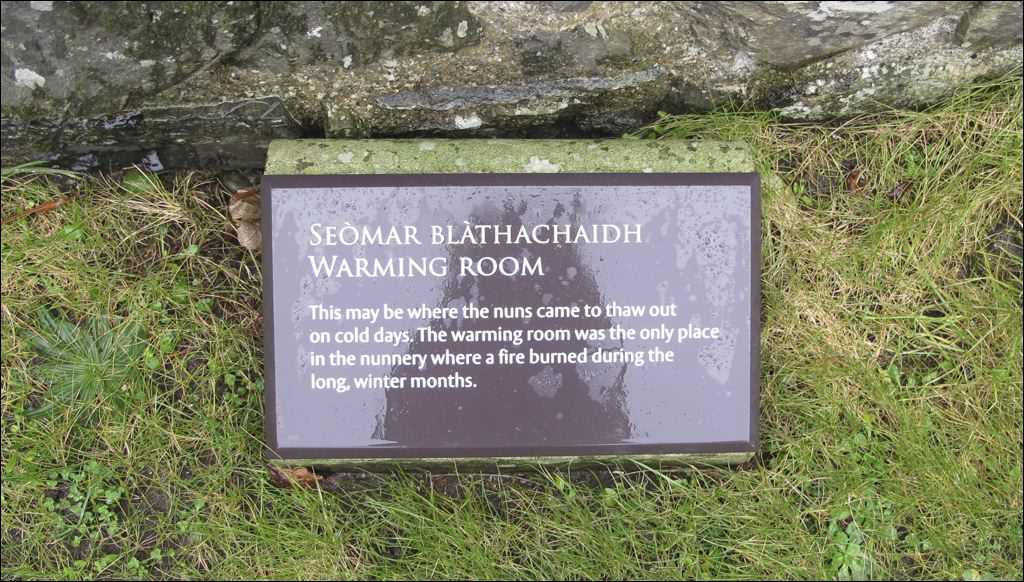 Seòmar blàthachaidh
Warming room
This may be where the nuns came to thaw out
on cold days. The warming room was the only place
in the nunnery where a fire burned during the
long, winter months.